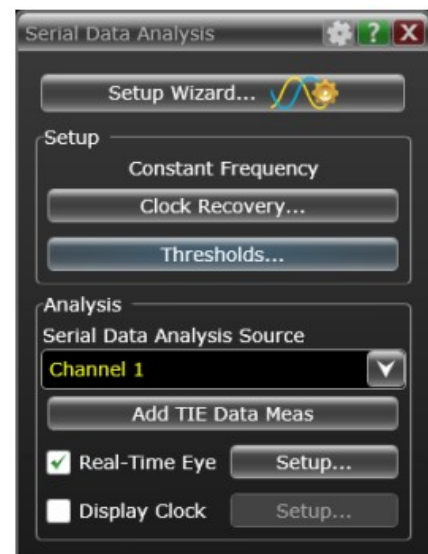 Serial Data Analysis ? X
Setup Wizard...
Setup
Constant Frequency
Clock Recovery...
Thresholds...
Analysis
Serial Data Analysis Source
Channel 1
Add TIE Data Meas
Real-Time Eye Setup...
Display Clock Setup...